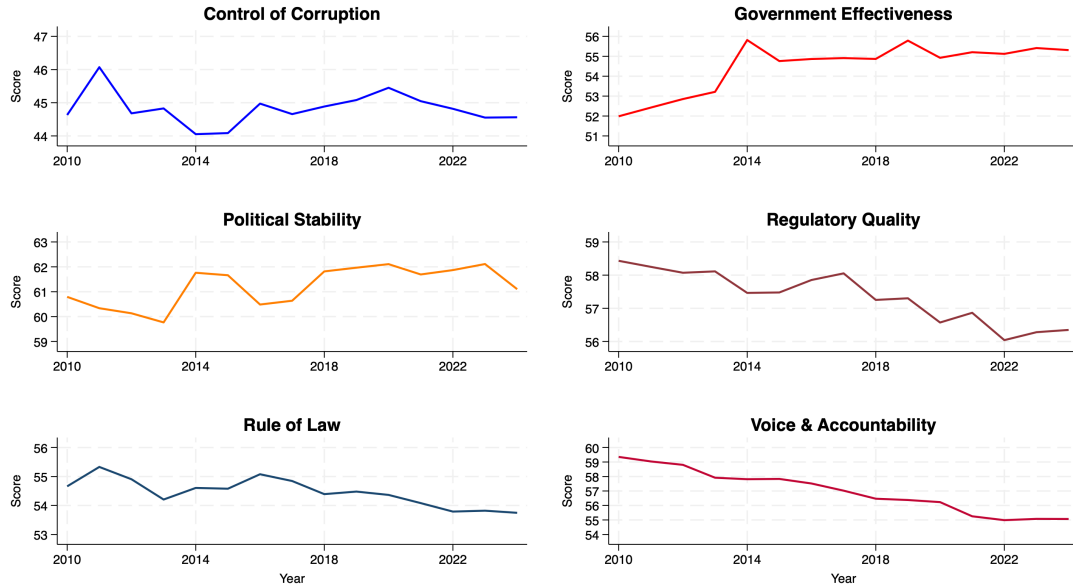 Control of Corruption
Score
47
46
45
44
2010 2014 2018 2022
Government Effectiveness
Score
56
55
54
53
52
51
2010 2014 2018 2022
Political Stability
Score
63
62
61
60
59
2010 2014 2018 2022
Regulatory Quality
Score
59
58
57
56
2010 2014 2018 2022
Rule of Law
Score
56
55
54
53
2010 2014 2018 2022
Year
Voice & Accountability
Score
60
59
58
57
56
55
54
2010 2014 2018 2022
Year